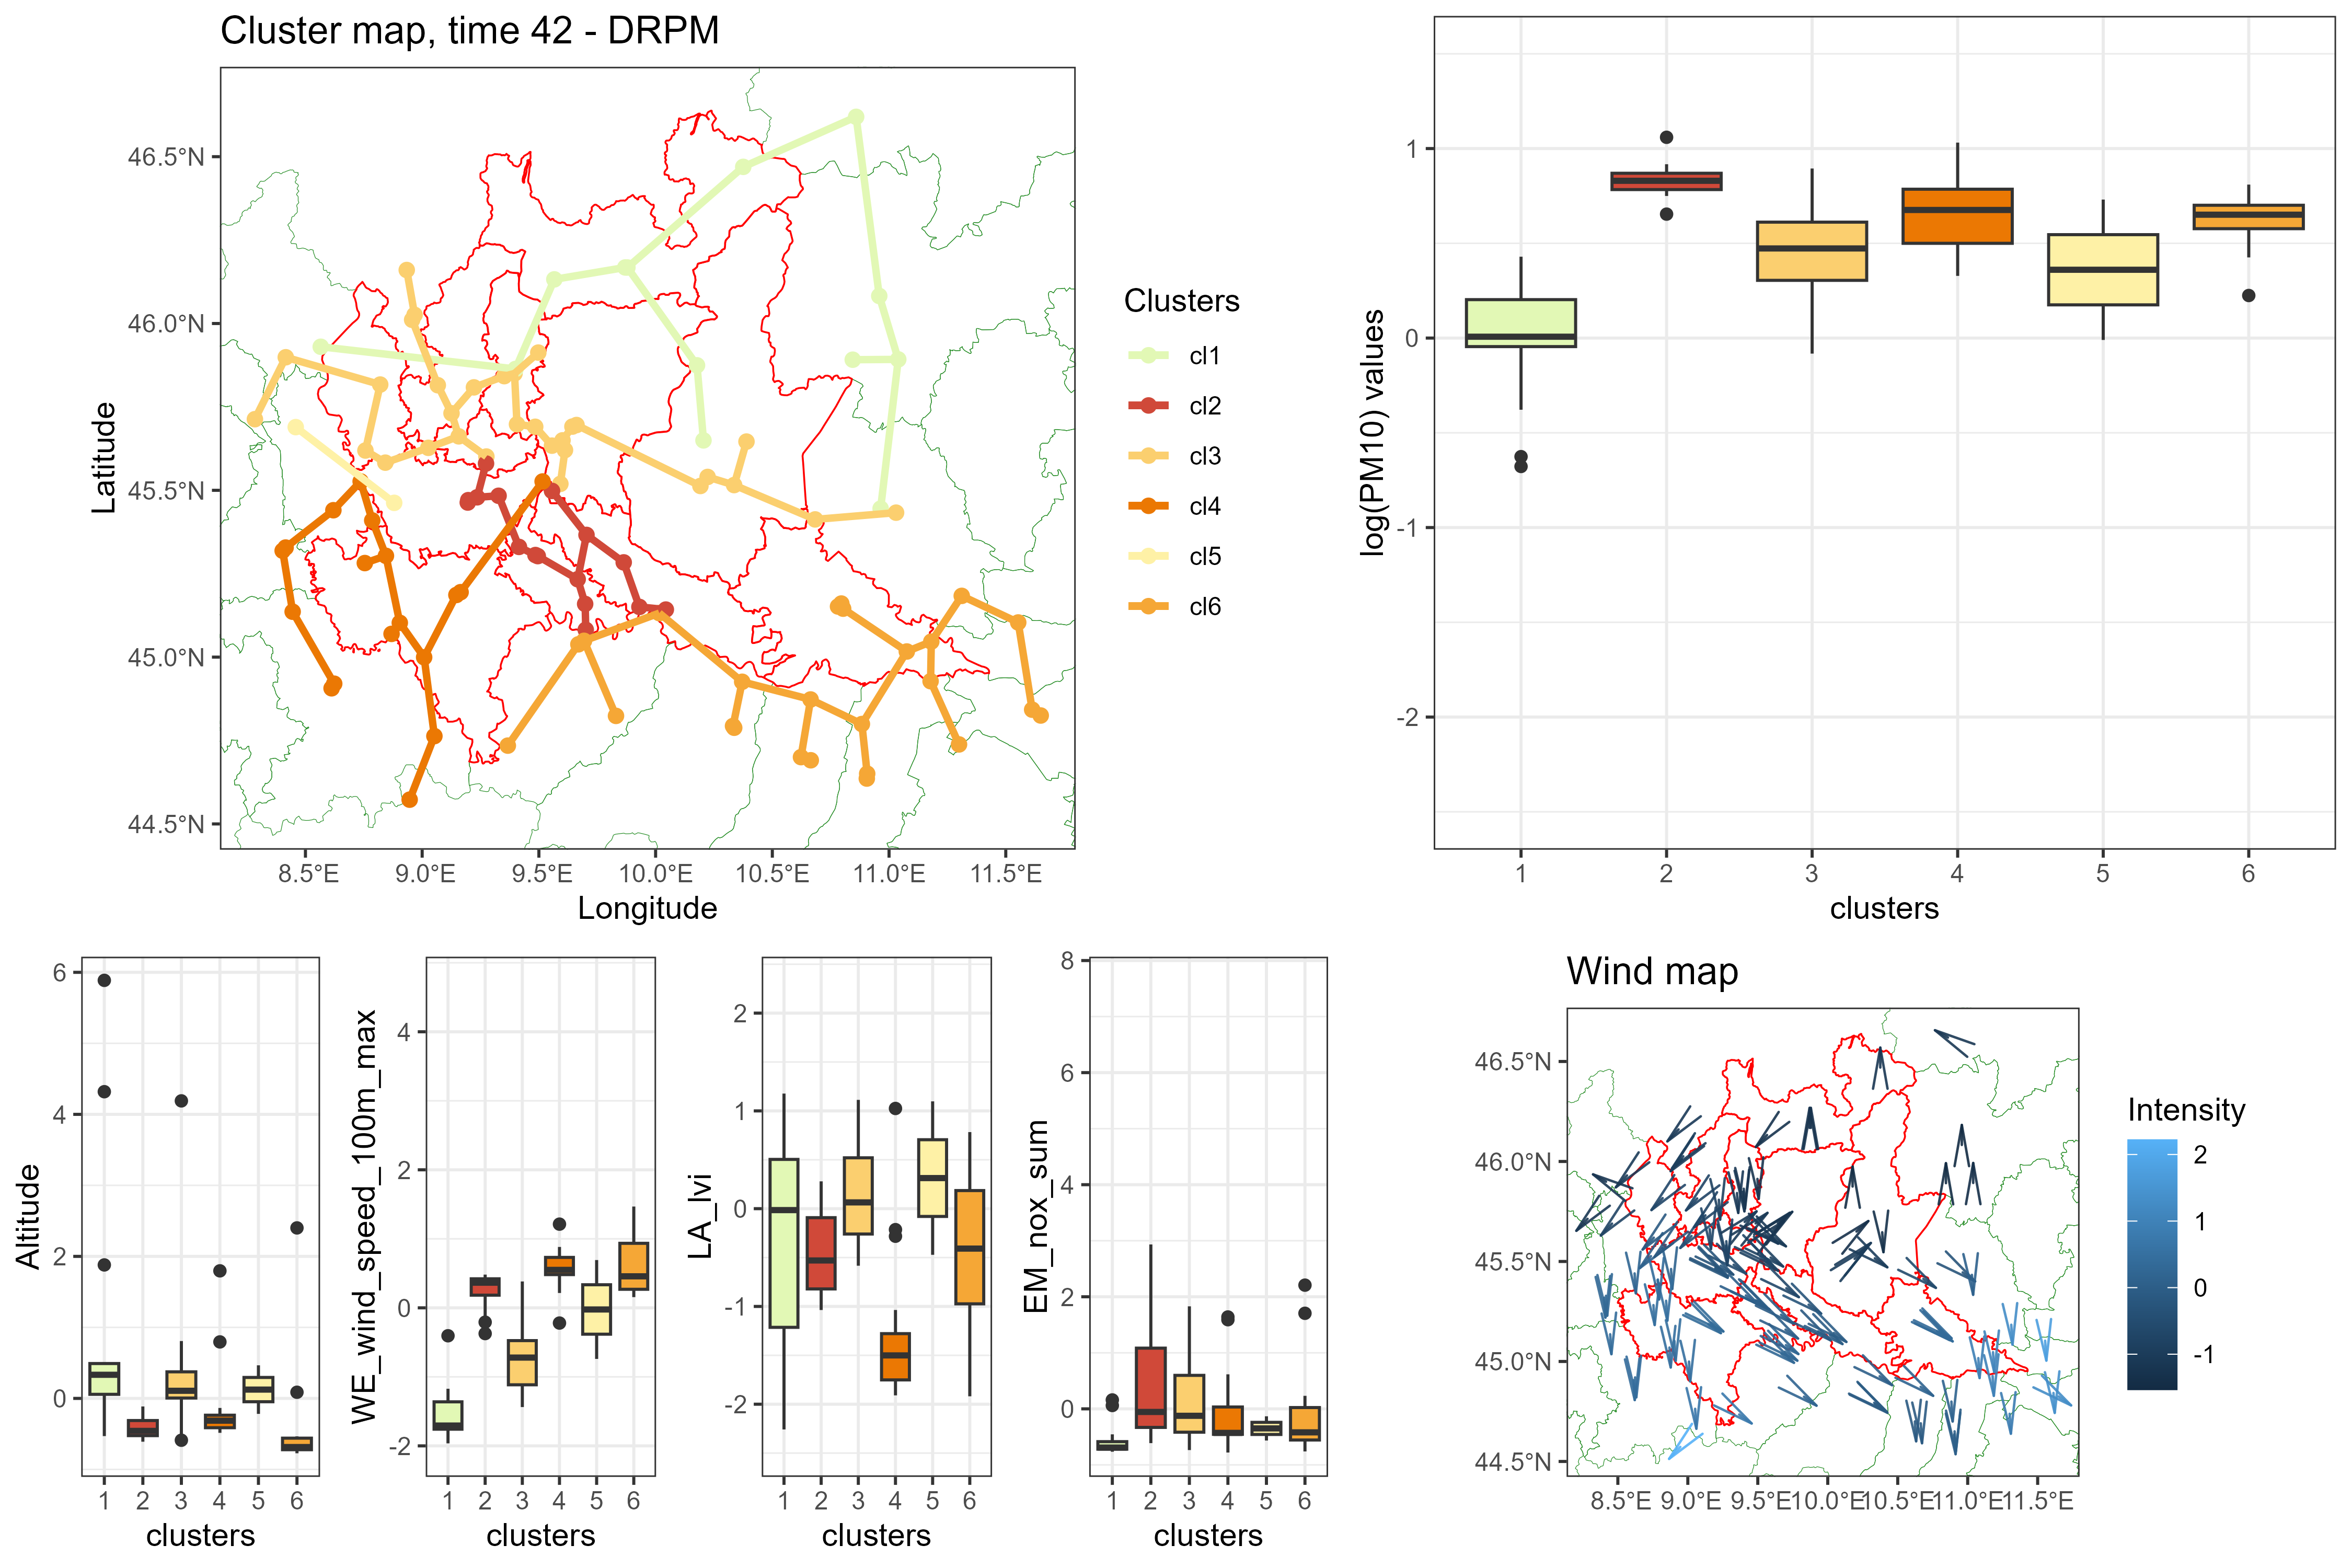 Cluster map, time 42 - DRPM
Latitude
46.5°N
46.0°N
45.5°N
45.0°N
44.5°N
8.5°E 9.0°E 9.5°E 10.0°E 10.5°E 11.0°E 11.5°E
Longitude
Clusters
cl1
cl2
cl3
cl4
cl5
cl6
log(PM10) values
1
0
-1
-2
1 2 3 4 5 6
clusters
Altitude
6
4
2
0
1 2 3 4 5 6
clusters
WE_wind_speed_100m_max
4
2
0
-2
1 2 3 4 5 6
clusters
LA_lvi
2
1
0
-1
-2
1 2 3 4 5 6
clusters
EM_nox_sum
8
6
4
2
0
1 2 3 4 5 6
clusters
Wind map
46.5°N
46.0°N
45.5°N
45.0°N
44.5°N
8.5°E 9.0°E 9.5°E 10.0°E 10.5°E 11.0°E 11.5°E
Intensity
2
1
0
-1